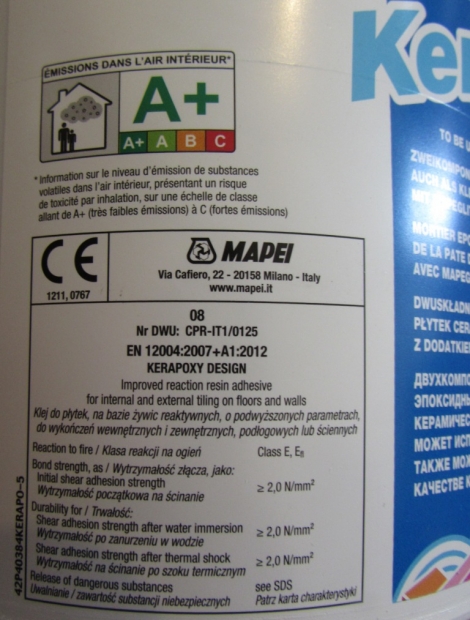 ÉMISSIONS DANS L'AIR INTÉRIEUR*
A+
A+ A B C
* Information sur le niveau d'émission de substances
volatiles dans l'air intérieur, présentant un risque
de toxicité par inhalation, sur une échelle de classe
allant de A+ (très faibles émissions) à C (fortes émissions)
CE
1211,0767
MAPEI
Via Cafiero, 22 - 20158 Milano - Italy
www.mapei.it
08
Nr DWU: CPR-IT1/0125
EN 12004:2007+A1:2012
KERAPOXY DESIGN
Improved reaction resin adhesive
for internal and external tiling on floors and walls
Klej do płytek, na bazie żywic reaktywnych, o podwyższonych parametrach,
do wykończeń wewnętrznych i zewnętrznych, podłogowych lub ściennych
Reaction to fire / Klasa reakcji na ogień Class E, Efl
Bond strength, as / Wytrzymałość złącza, jako:
Initial shear adhesion strength
Wytrzymałość początkowa na ścinanie ≥ 2,0 N/mm²
Durability for / Trwałość:
Shear adhesion strength after water immersion
Wytrzymałość po zanurzeniu w wodzie ≥ 2,0 N/mm²
Shear adhesion strength after thermal shock
Wytrzymałość na ścinanie po szoku termicznym ≥ 2,0 N/mm²
Release of dangerous substances see SDS
Uwalnianie / zawartość substancji niebezpiecznych Patrz karta charakterystyki
42P40384KERAPO-5
Ke
TO BE U
ZWEIKOMPON
AUCH ALS KL
MIT
MORTIER EPO
DE LA PATE D
AVEC MAPEG
DWUSKŁADN
PŁYTEK CER
Z DODATKIE
ДВУХКОМПО
ЭПОКСИДНЫ
КЕРАМИЧЕС
МОЖЕТ ИСП
ТАКЖЕ МОЖ
КАЧЕСТВЕ К